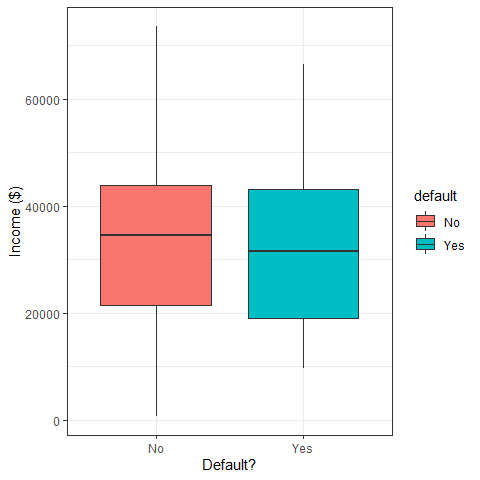 60000
40000
20000
0
Income ($)
No
Yes
Default?
default
No
Yes